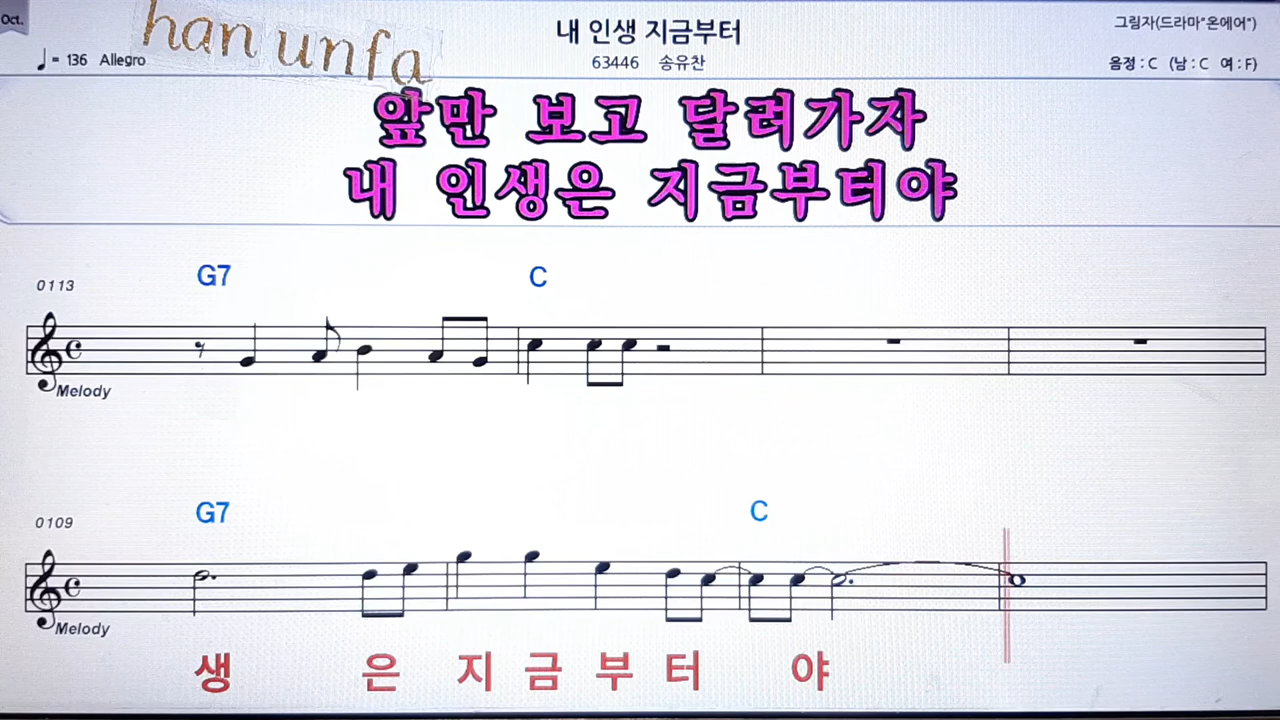 Oct.
han unfa
내 인생 지금부터
그림자(드라마"온에어")
♩= 136 Allegro
63446 송유찬
음정 : C (남 : C 여 : F)
앞만 보고 달려가자
내 인생은 지금부터야
G7 C
0113
Melody
G7 C
0109
Melody
생 은 지 금 부 터 야